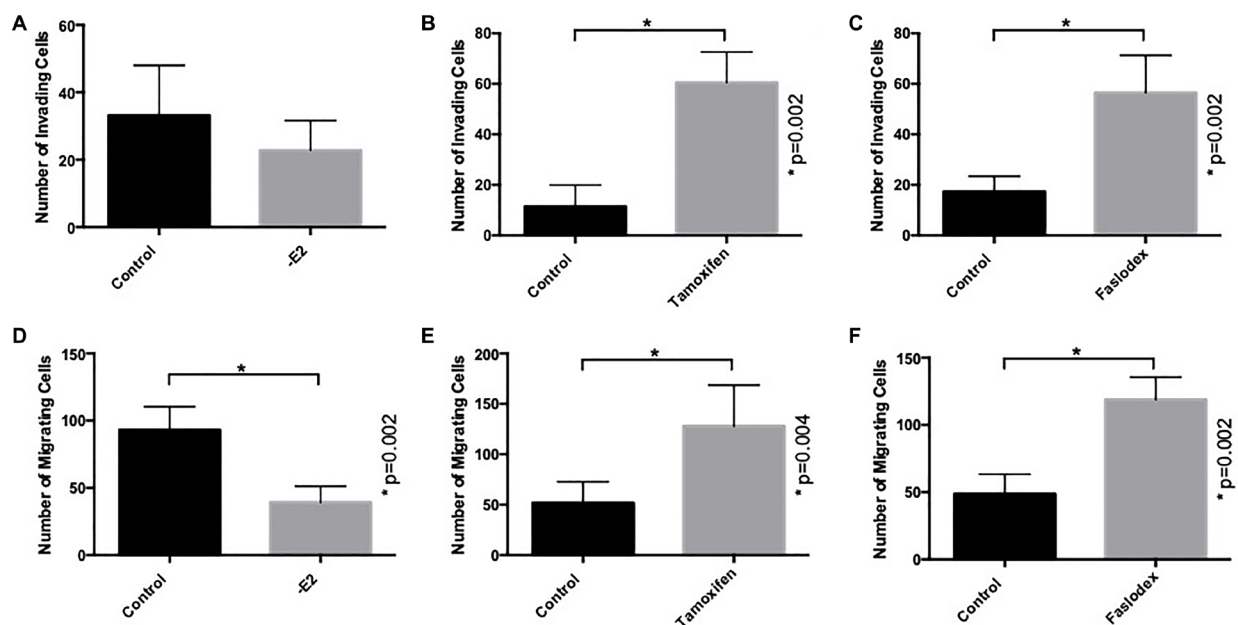 A
Number of Invading Cells
60
40
20
0
Control
-E2
B
Number of Invading Cells
80
60
40
20
0
*
Control
Tamoxifen
* p=0.002
C
Number of Invading Cells
80
60
40
20
0
*
Control
Faslodex
* p=0.002
D
Number of Migrating Cells
150
100
50
0
*
Control
-E2
* p=0.002
E
Number of Migrating Cells
200
150
100
50
0
*
Control
Tamoxifen
* p=0.004
F
Number of Migrating Cells
150
100
50
0
*
Control
Faslodex
* p=0.002